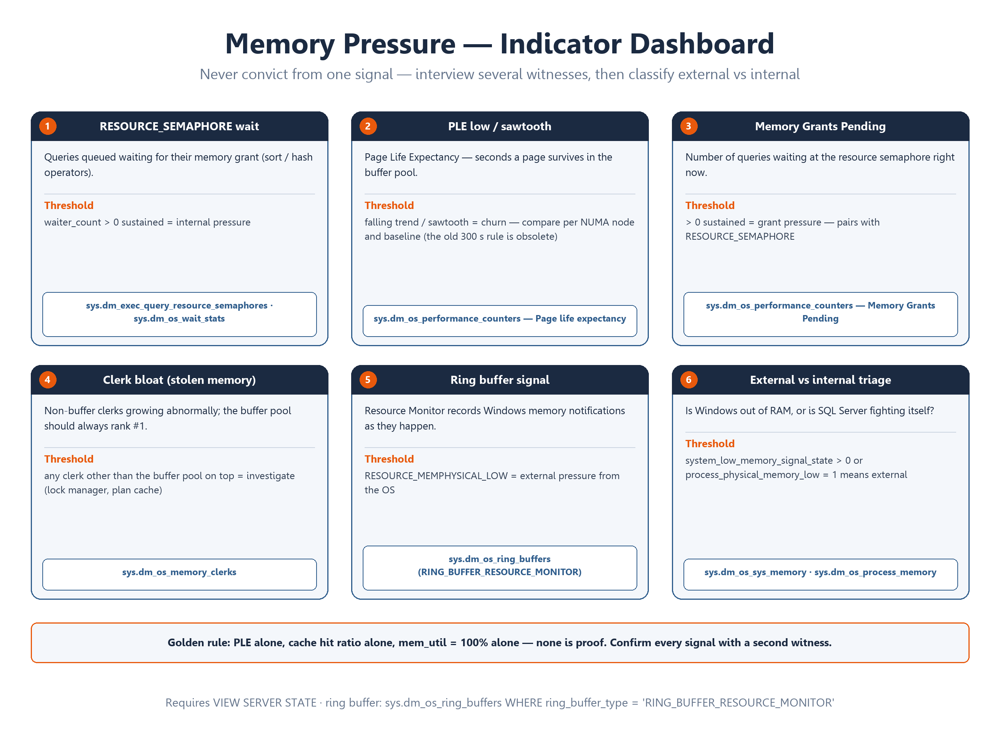 Memory Pressure — Indicator Dashboard
Never convict from one signal — interview several witnesses, then classify external vs internal
1
RESOURCE_SEMAPHORE wait
Queries queued waiting for their memory grant (sort / hash
operators).
Threshold
waiter_count > 0 sustained = internal pressure
sys.dm_exec_query_resource_semaphores ·
sys.dm_os_wait_stats
2
PLE low / sawtooth
Page Life Expectancy — seconds a page survives in the
buffer pool.
Threshold
falling trend / sawtooth = churn — compare per NUMA node
and baseline (the old 300 s rule is obsolete)
sys.dm_os_performance_counters — Page life expectancy
3
Memory Grants Pending
Number of queries waiting at the resource semaphore right
now.
Threshold
> 0 sustained = grant pressure — pairs with
RESOURCE_SEMAPHORE
sys.dm_os_performance_counters — Memory Grants
Pending
4
Clerk bloat (stolen memory)
Non-buffer clerks growing abnormally; the buffer pool
should always rank #1.
Threshold
any clerk other than the buffer pool on top = investigate
(lock manager, plan cache)
sys.dm_os_memory_clerks
5
Ring buffer signal
Resource Monitor records Windows memory notifications
as they happen.
Threshold
RESOURCE_MEMPHYSICAL_LOW = external pressure from
the OS
sys.dm_os_ring_buffers
(RING_BUFFER_RESOURCE_MONITOR)
6
External vs internal triage
Is Windows out of RAM, or is SQL Server fighting itself?
Threshold
system_low_memory_signal_state > 0 or
process_physical_memory_low = 1 means external
sys.dm_os_sys_memory · sys.dm_os_process_memory
Golden rule: PLE alone, cache hit ratio alone, mem_util = 100% alone — none is proof. Confirm every signal with a second witness.
Requires VIEW SERVER STATE · ring buffer: sys.dm_os_ring_buffers WHERE ring_buffer_type = 'RING_BUFFER_RESOURCE_MONITOR'